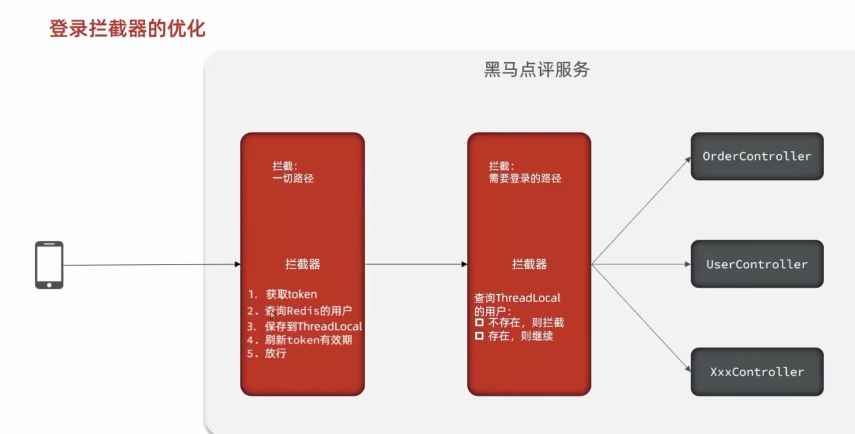 登录拦截器的优化
黑马点评服务
拦截：
一切路径
拦截器
1. 获取token
2. 查询Redis的用户
3. 保存到ThreadLocal
4. 刷新token有效期
5. 放行
拦截：
需要登录的路径
拦截器
查询ThreadLocal
的用户：
不存在，则拦截
存在，则继续
OrderController
UserController
XxxController